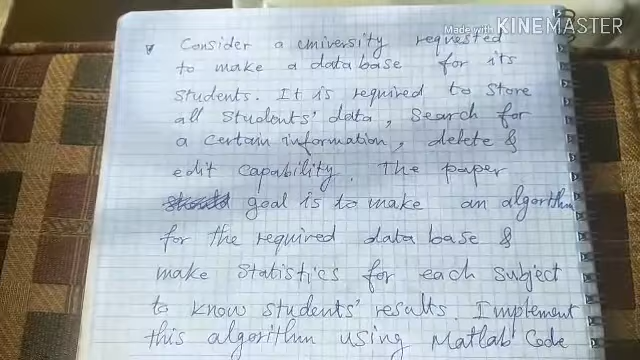 Made with KINEMASTER
Consider a university requested
to make a database for its
students. It is required to store
all students' data, search for
a certain information, delete &
edit capability. The paper
goal is to make an algorithm
for the required data base &
make statistics for each subject
to know students' results. Implement
this algorithm using Matlab Code